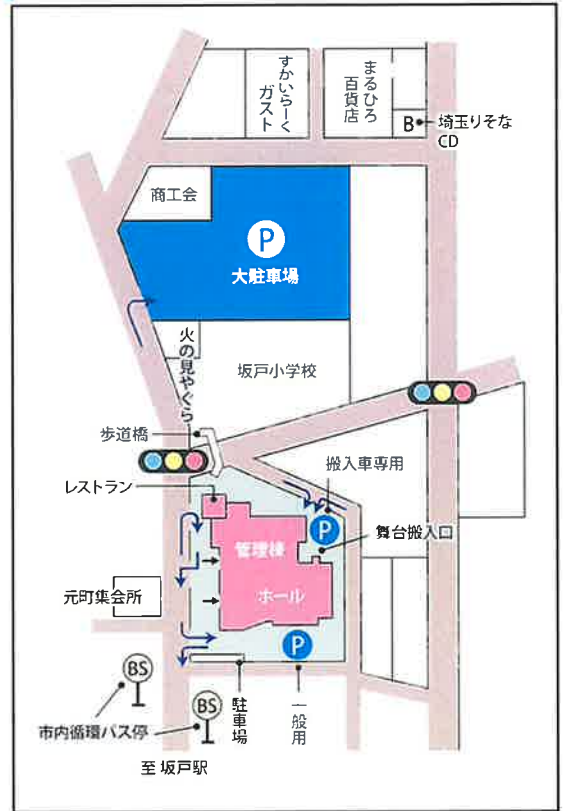 すかいらーく
ガスト
まるひろ
百貨店
B
埼玉りそな
CD
商工会
P
大駐車場
火の見やぐら
坂戸小学校
歩道橋
搬入車専用
レストラン
P
舞台搬入口
管理棟
ホール
元町集会所
P
BS
BS
駐車場
一般用
市内循環バス停
至 坂戸駅